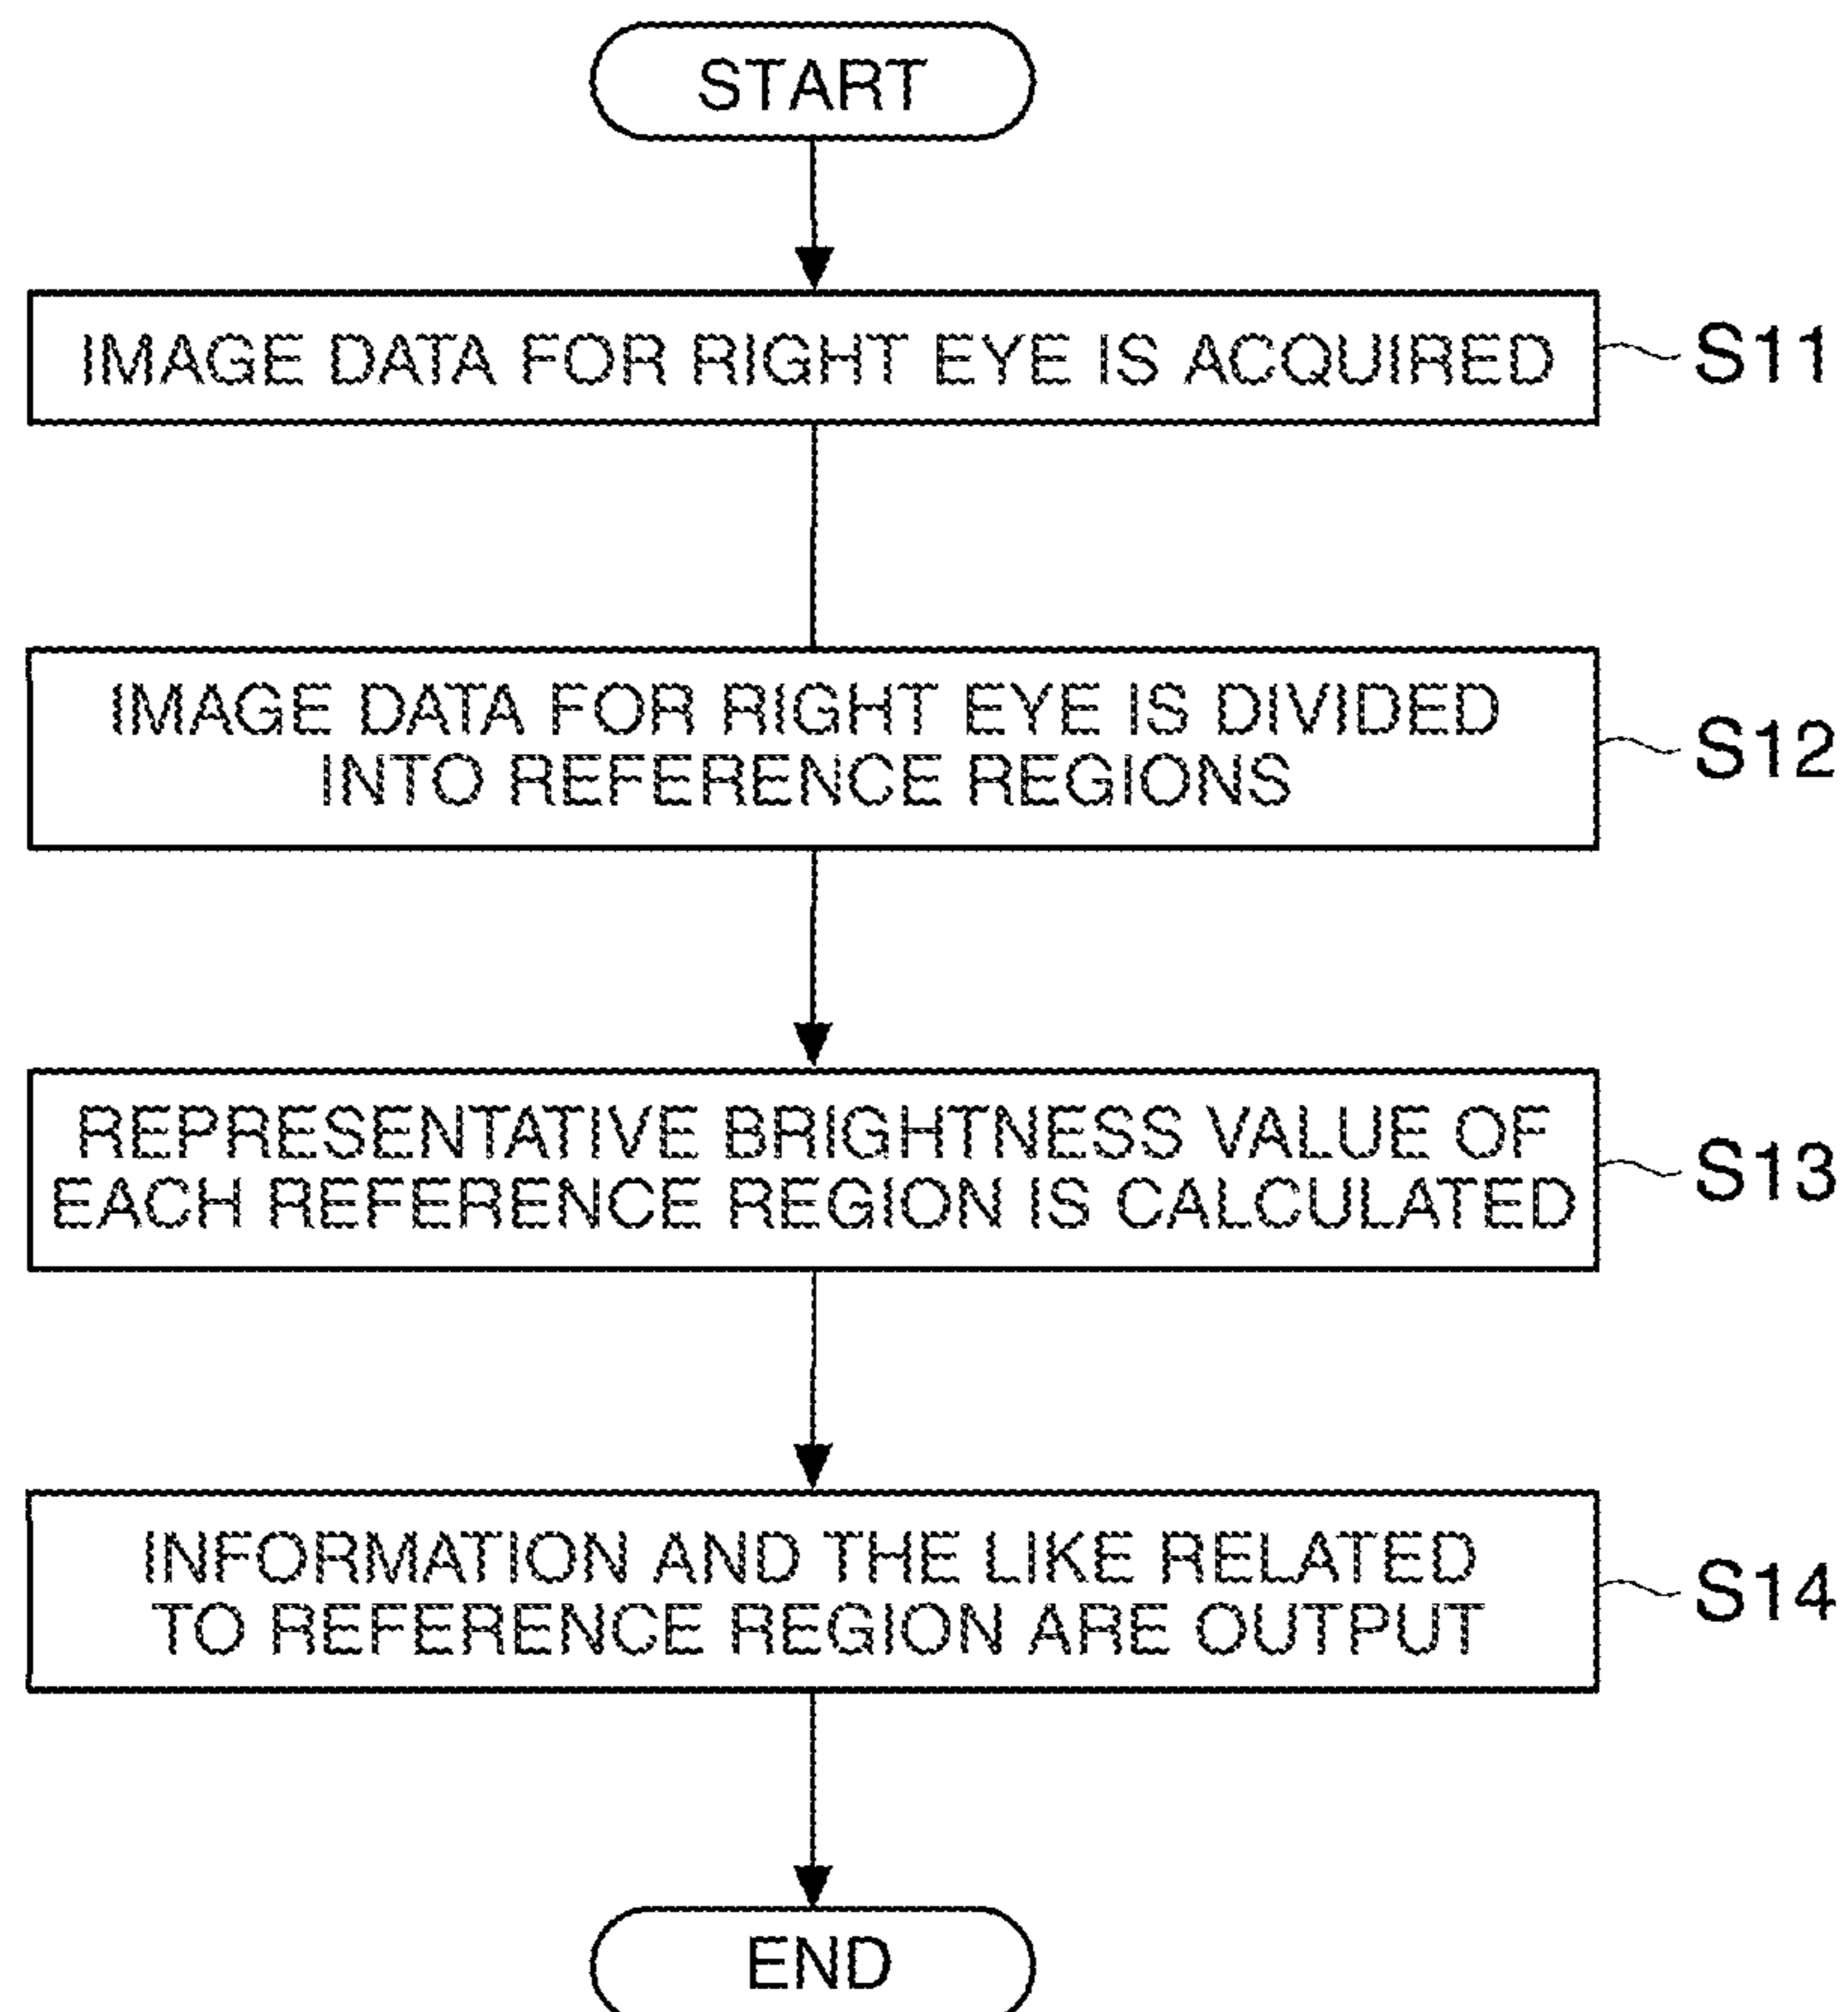 START
IMAGE DATA FOR RIGHT EYE IS ACQUIRED
S11
IMAGE DATA FOR RIGHT EYE IS DIVIDED
INTO REFERENCE REGIONS
S12
REPRESENTATIVE BRIGHTNESS VALUE OF
EACH REFERENCE REGION IS CALCULATED
S13
INFORMATION AND THE LIKE RELATED
TO REFERENCE REGION ARE OUTPUT
S14
END